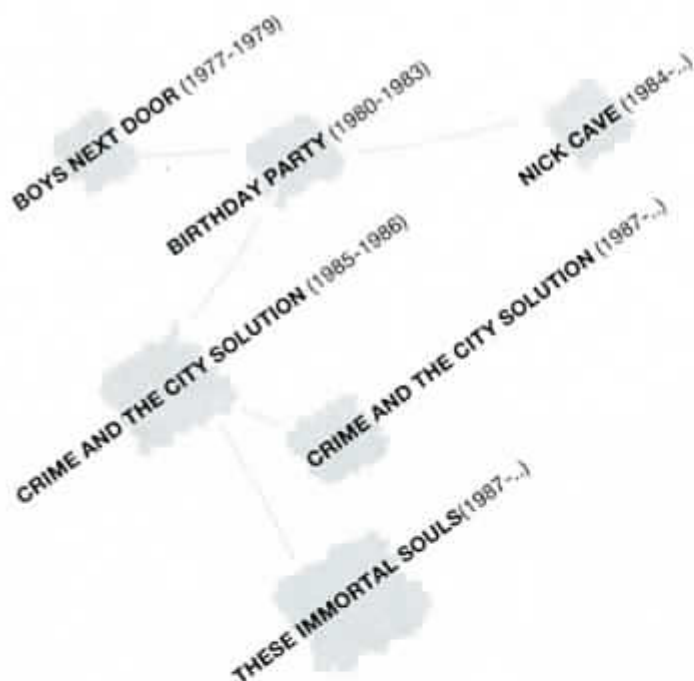 BOYS NEXT DOOR (1977-1979)
BIRTHDAY PARTY (1980-1983)
NICK CAVE (1984-..)
CRIME AND THE CITY SOLUTION (1985-1986)
CRIME AND THE CITY SOLUTION (1987-..)
THESE IMMORTAL SOULS(1987-..)